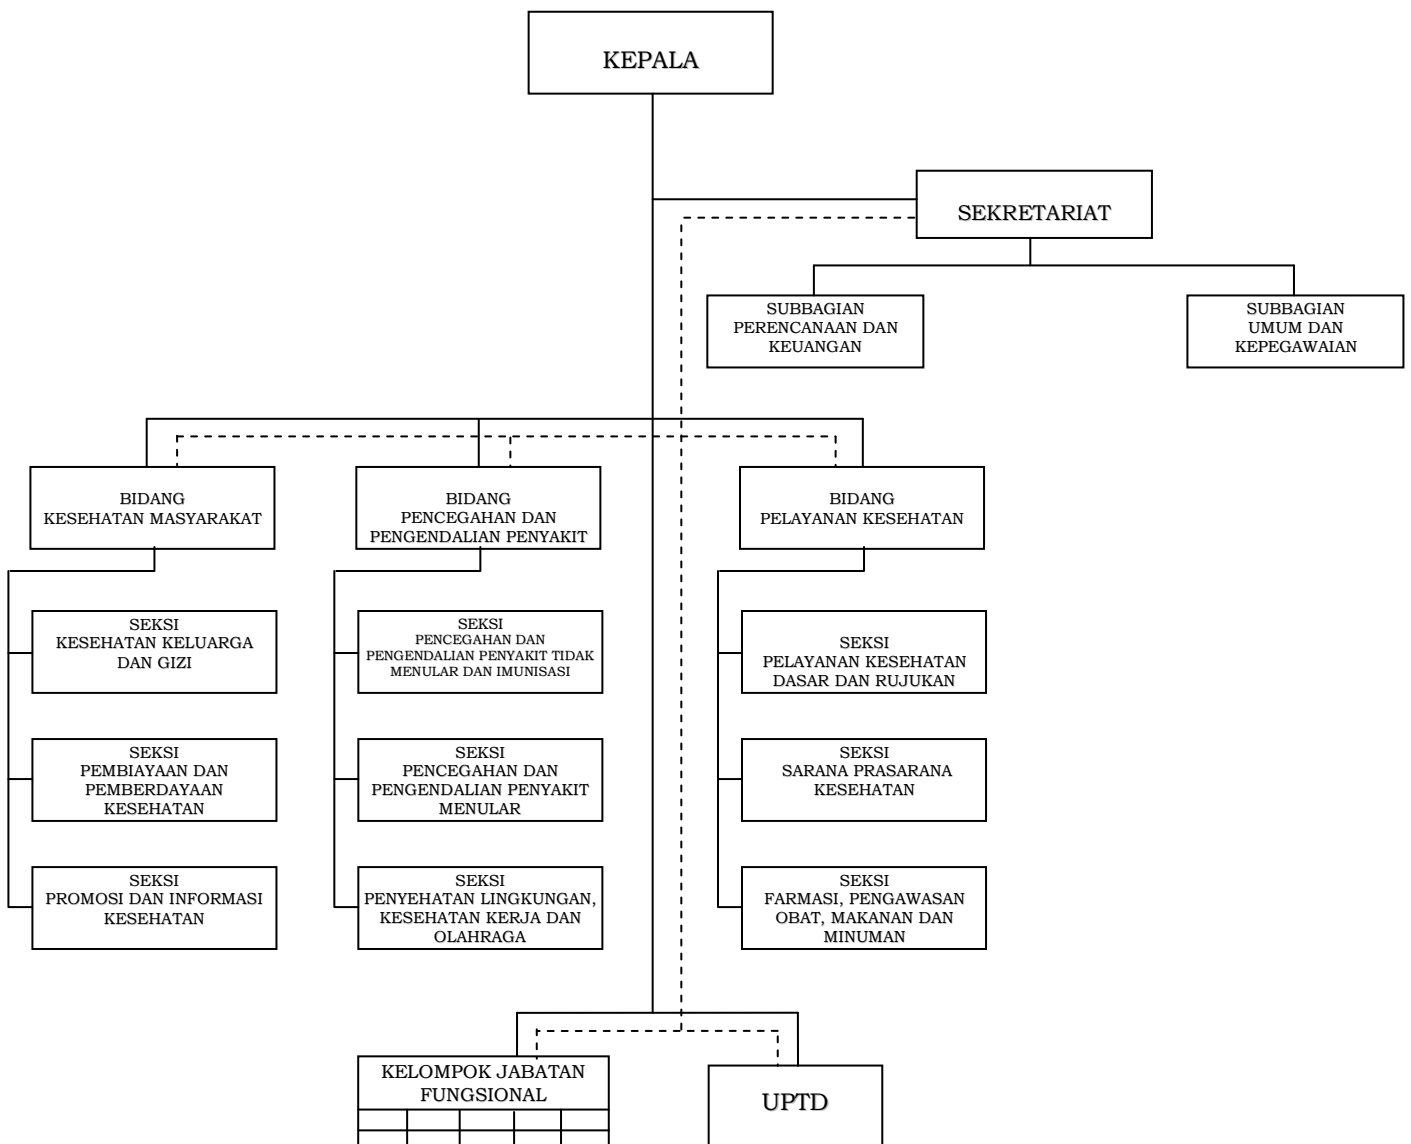 KEPALA
SEKRETARIAT
SUBBAGIAN
PERENCANAAN DAN
KEUANGAN
SUBBAGIAN
UMUM DAN
KEPEGAWAIAN
BIDANG
KESEHATAN MASYARAKAT
BIDANG
PENCEGAHAN DAN
PENGENDALIAN PENYAKIT
BIDANG
PELAYANAN KESEHATAN
SEKSI
KESEHATAN KELUARGA
DAN GIZI
SEKSI
PENCEGAHAN DAN
PENGENDALIAN PENYAKIT TIDAK
MENULAR DAN IMUNISASI
SEKSI
PELAYANAN KESEHATAN
DASAR DAN RUJUKAN
SEKSI
PEMBIAYAAN DAN
PEMBERDAYAAN
KESEHATAN
SEKSI
PENCEGAHAN DAN
PENGENDALIAN PENYAKIT
MENULAR
SEKSI
SARANA PRASARANA
KESEHATAN
SEKSI
PROMOSI DAN INFORMASI
KESEHATAN
SEKSI
PENYEHATAN LINGKUNGAN,
KESEHATAN KERJA DAN
OLAHRAGA
SEKSI
FARMASI, PENGAWASAN
OBAT, MAKANAN DAN
MINUMAN
KELOMPOK JABATAN
FUNGSIONAL
UPTD